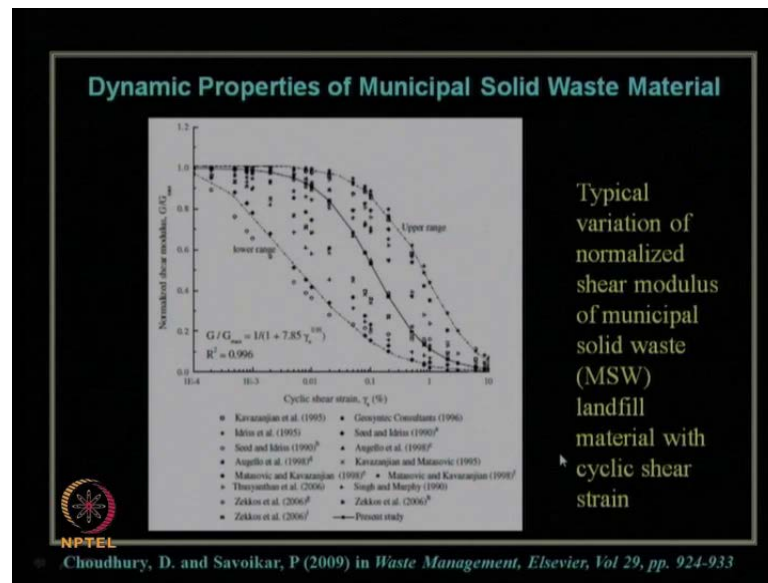 Dynamic Properties of Municipal Solid Waste Material
1.2
1.0
0.8
0.6
0.4
0.2
0.0
Normalized shear modulus, G/Gmax
Upper range
lower range
G / Gmax = 1/(1 + 7.85 γc
R² = 0.996
1E-4 1E-3 0.01 0.1 1 10
Cyclic shear strain, γc (%)
Kavazanjian et al. (1995) Geosyntec Consultants (1996)
Idriss et al. (1995) Seed and Idriss (1990)
Seed and Idriss (1990) Augello et al. (1998)
Augello et al. (1998) Kavazanjian and Matasovic (1995)
Matasovic and Kavazanjian (1998) Matasovic and Kavazanjian (1998)
Thusyanthan et al. (2006) Singh and Murphy (1990)
Zekkos et al. (2006) Zekkos et al. (2006)
Zekkos et al. (2006) Present study
Typical
variation of
normalized
shear modulus
of municipal
solid waste
(MSW)
landfill
material with
cyclic shear
strain
NPTEL
Choudhury, D. and Savoikar, P (2009) in Waste Management, Elsevier, Vol 29, pp. 924-933